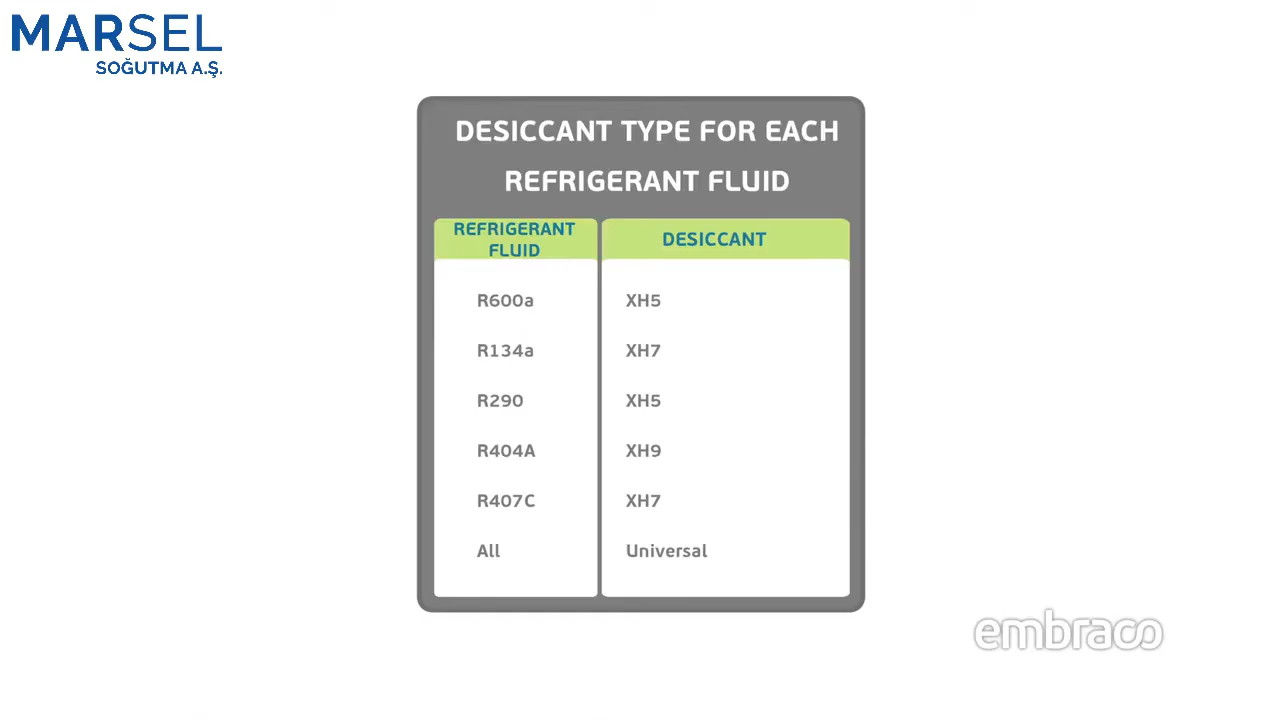 MARSEL
SOĞUTMA A.Ş.
DESICCANT TYPE FOR EACH
REFRIGERANT FLUID
REFRIGERANT
FLUID
DESICCANT
R600a XH5
R134a XH7
R290 XH5
R404A XH9
R407C XH7
All Universal
embraco